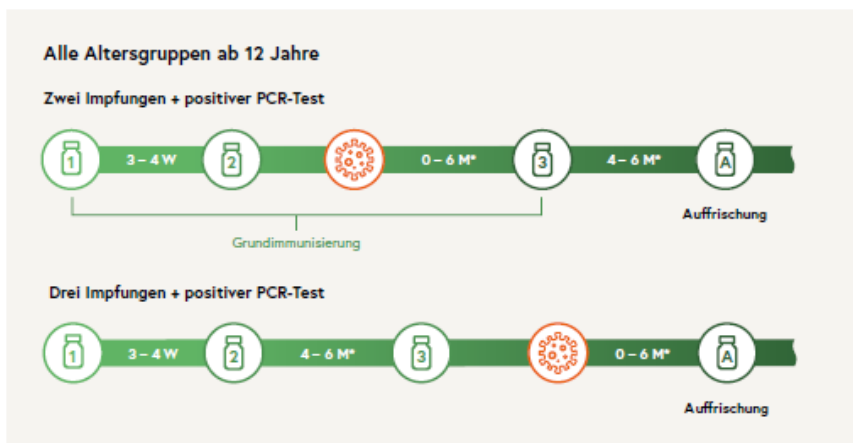 Alle Altersgruppen ab 12 Jahre
Zwei Impfungen + positiver PCR-Test
1 3 – 4 W 2 0 – 6 M* 3 4 – 6 M* A
Auffrischung
Grundimmunisierung
Drei Impfungen + positiver PCR-Test
1 3 – 4 W 2 4 – 6 M* 3 0 – 6 M* A
Auffrischung